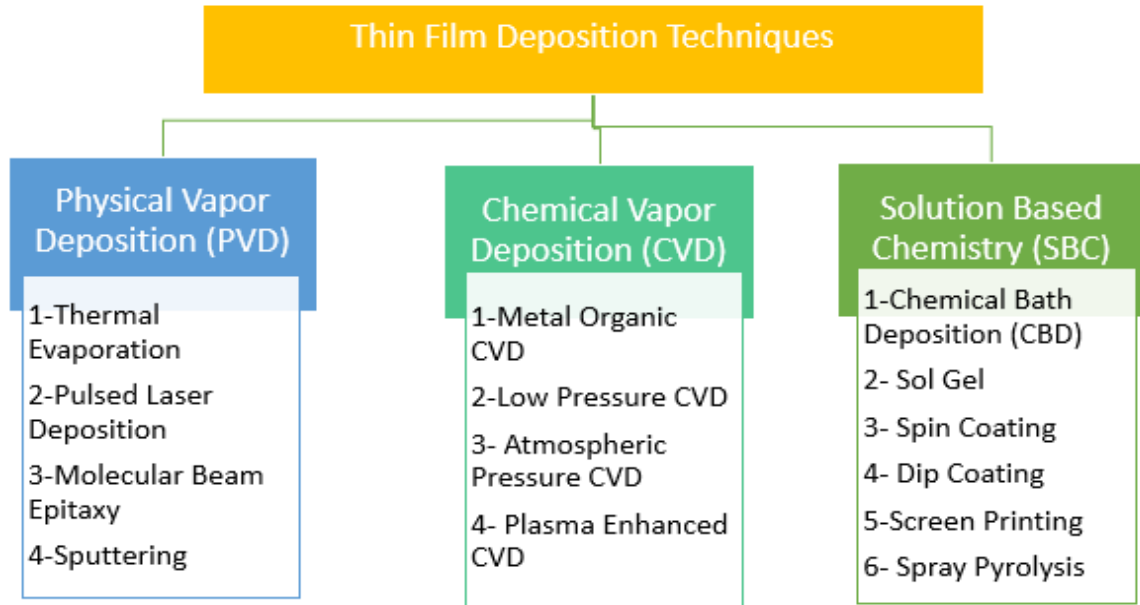 Thin Film Deposition Techniques
Physical Vapor
Deposition (PVD)
1-Thermal
Evaporation
2-Pulsed Laser
Deposition
3-Molecular Beam
Epitaxy
4-Sputtering
Chemical Vapor
Deposition (CVD)
1-Metal Organic
CVD
2-Low Pressure CVD
3- Atmospheric
Pressure CVD
4- Plasma Enhanced
CVD
Solution Based
Chemistry (SBC)
1-Chemical Bath
Deposition (CBD)
2- Sol Gel
3- Spin Coating
4- Dip Coating
5-Screen Printing
6- Spray Pyrolysis